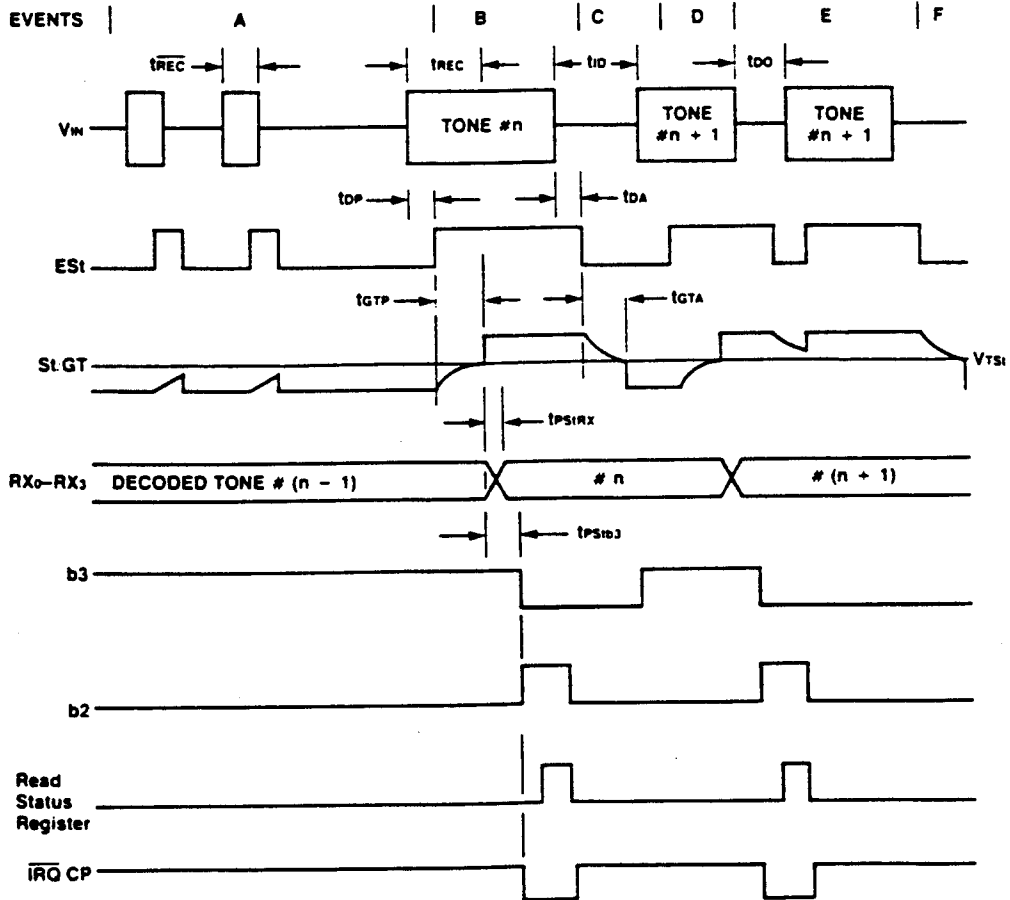 EVENTS A B C D E F
tREC tREC tID tDO
VIN TONE #n TONE #n + 1 TONE #n + 1
tDP tDA
ESt
tGTP tGTA
St GT VTSt
tPStRX
RX0–RX3 DECODED TONE # (n - 1) # n # (n + 1)
tPStb3
b3
b2
Read
Status
Register
IRQ CP